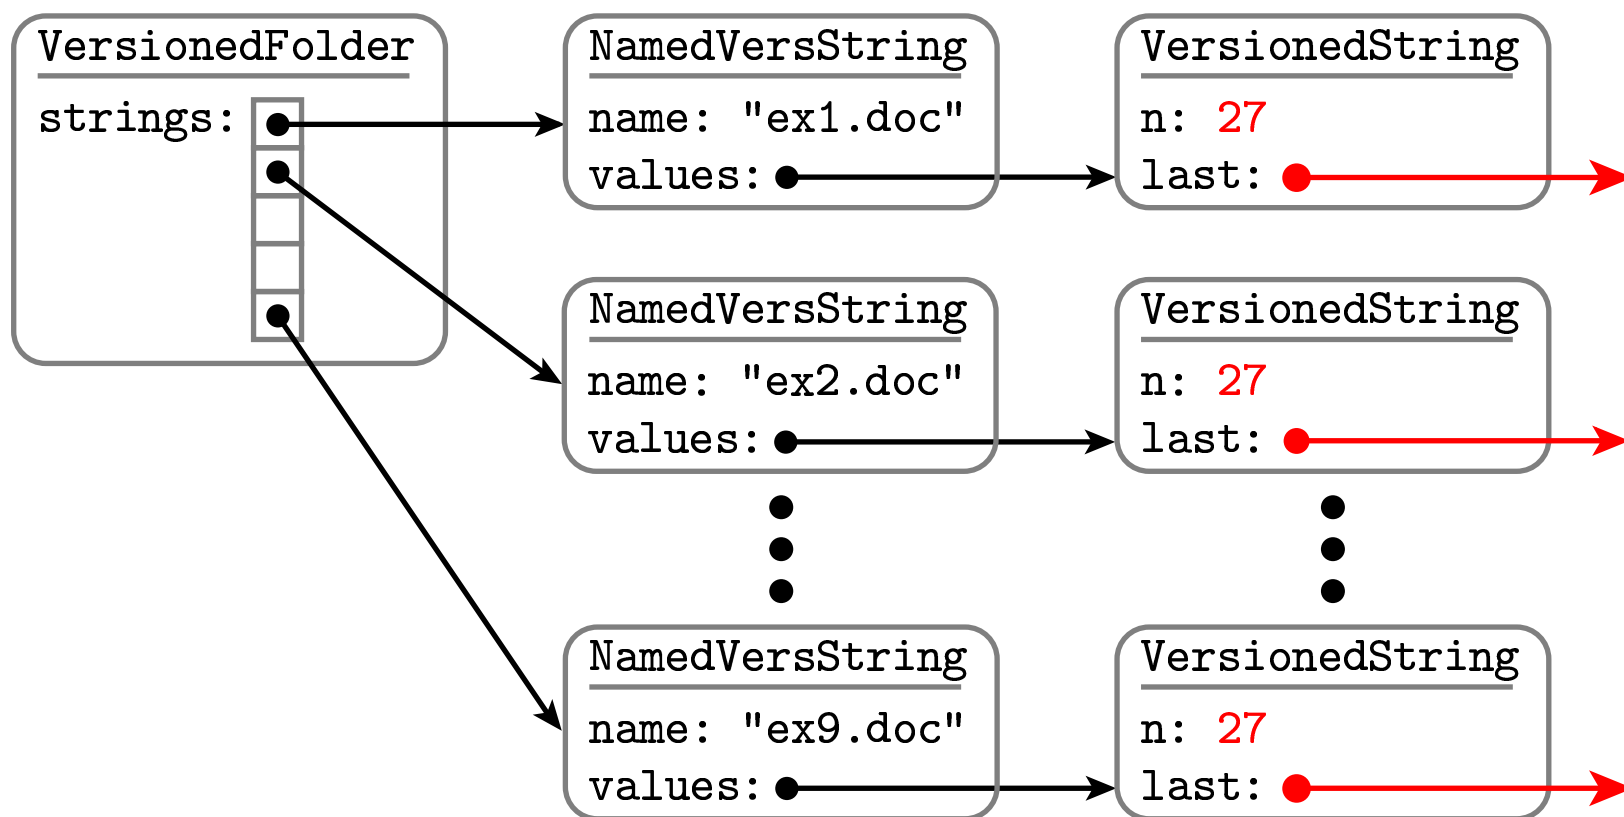 VersionedFolder
strings:
NamedVersString
name: "ex1.doc"
values:
VersionedString
n: 27
last:
NamedVersString
name: "ex2.doc"
values:
VersionedString
n: 27
last:
NamedVersString
name: "ex9.doc"
values:
VersionedString
n: 27
last: